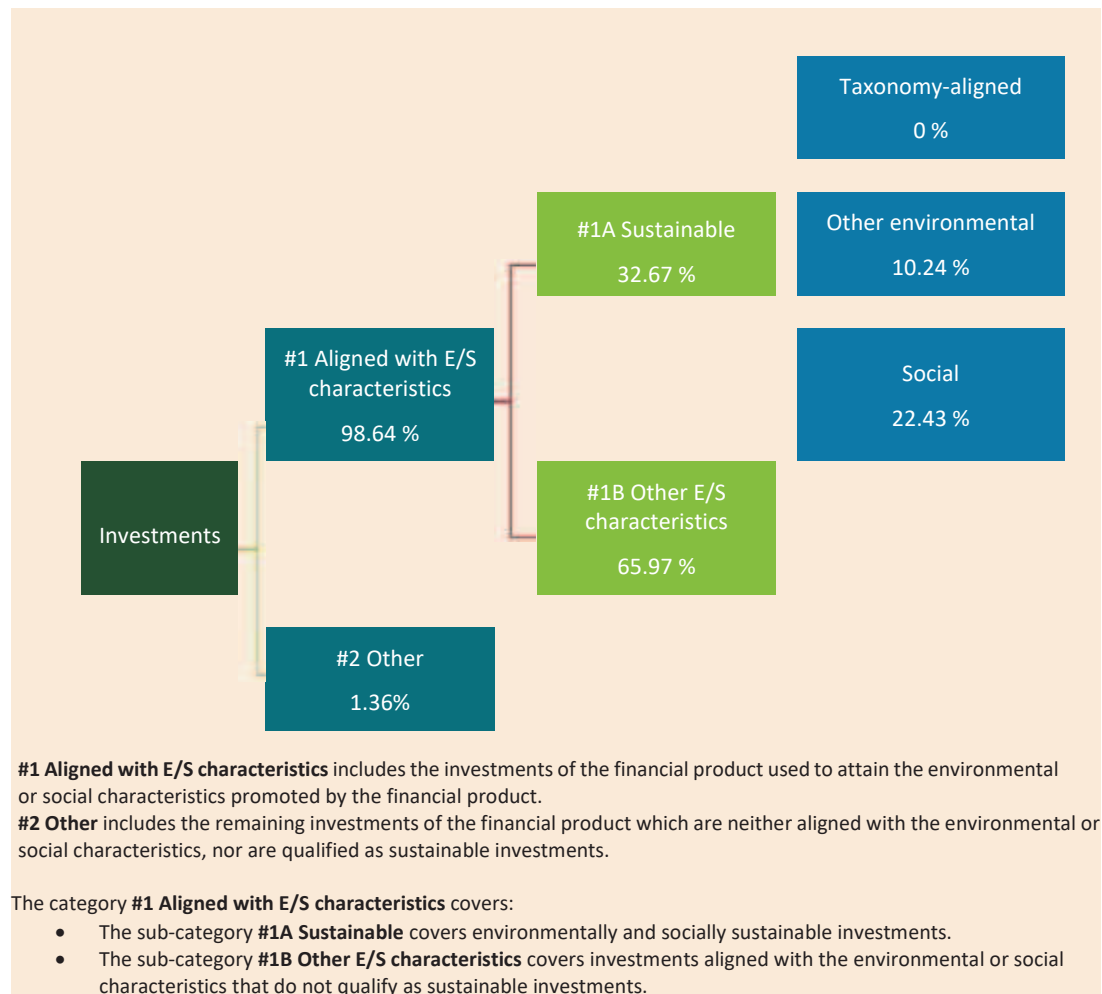 Taxonomy-aligned
0 %
#1A Sustainable
32.67 %
Other environmental
10.24 %
#1 Aligned with E/S
characteristics
98.64 %
Social
22.43 %
Investments
#1B Other E/S
characteristics
65.97 %
#2 Other
1.36%
#1 Aligned with E/S characteristics includes the investments of the financial product used to attain the environmental
or social characteristics promoted by the financial product.
#2 Other includes the remaining investments of the financial product which are neither aligned with the environmental or
social characteristics, nor are qualified as sustainable investments.
The category #1 Aligned with E/S characteristics covers:
• The sub-category #1A Sustainable covers environmentally and socially sustainable investments.
• The sub-category #1B Other E/S characteristics covers investments aligned with the environmental or social
characteristics that do not qualify as sustainable investments.